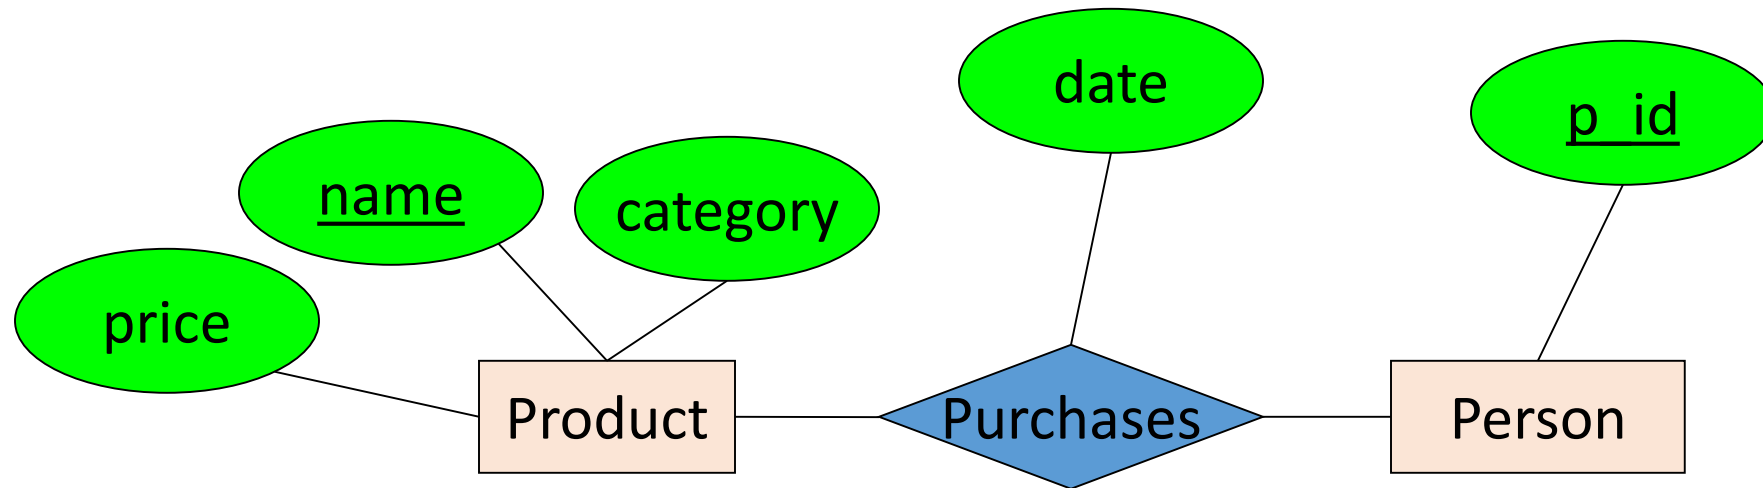 date
p_id
name
category
price
Product
Purchases
Person